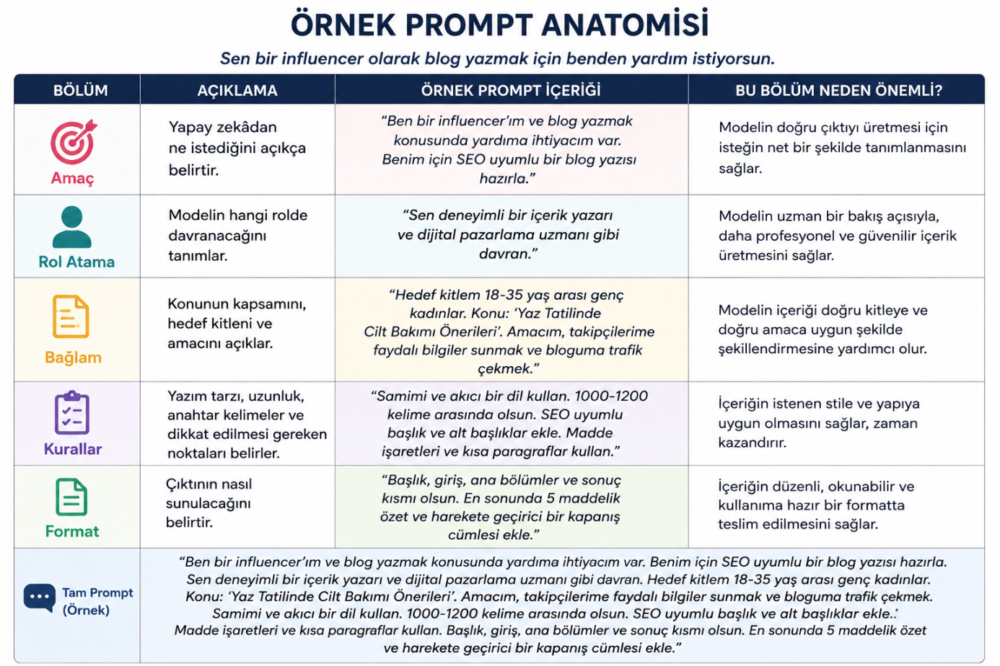 ÖRNEK PROMPT ANATOMİSİ
Sen bir influencer olarak blog yazmak için benden yardım istiyorsun.
BÖLÜM
AÇIKLAMA
ÖRNEK PROMPT İÇERİĞİ
BU BÖLÜM NEDEN ÖNEMLİ?
Amaç
Yapay zekâdan
ne istediğini açıkça
belirtir.
“Ben bir influencer’ım ve blog yazmak
konusunda yardıma ihtiyacım var.
Benim için SEO uyumlu bir blog yazısı
hazırla.”
Modelin doğru çıktıyı üretmesi için
isteğin net bir şekilde tanımlanmasını
sağlar.
Rol Atama
Modelin hangi rolde
davranacağını
tanımlar.
“Sen deneyimli bir içerik yazarı
ve dijital pazarlama uzmanı gibi
davran.”
Modelin uzman bir bakış açısıyla,
daha profesyonel ve güvenilir içerik
üretmesini sağlar.
Bağlam
Konunun kapsamını,
hedef kitleni ve
amacını açıklar.
“Hedef kitlem 18-35 yaş arası genç
kadınlar. Konu: ‘Yaz Tatilinde
Cilt Bakımı Önerileri’. Amacım, takipçilerime
faydalı bilgiler sunmak ve bloguma trafik
çekmek.”
Modelin içeriği doğru kitleye ve
doğru amaca uygun şekilde
şekillendirmesine yardımcı olur.
Kurallar
Yazım tarzı, uzunluk,
anahtar kelimeler ve
dikkat edilmesi gereken
noktaları belirler.
“Samimi ve akıcı bir dil kullan. 1000-1200
kelime arasında olsun. SEO uyumlu
başlık ve alt başlıklar ekle. Madde
işaretleri ve kısa paragraflar kullan.”
İçeriğin istenen stile ve yapıya
uygun olmasını sağlar, zaman
kazandırır.
Format
Çıktının nasıl
sunulacağını
belirtir.
“Başlık, giriş, ana bölümler ve sonuç
kısmı olsun. En sonunda 5 maddelik
özet ve harekete geçirici bir kapanış
cümlesi ekle.”
İçeriğin düzenli, okunabilir ve
kullanıma hazır bir formatta
teslim edilmesini sağlar.
Tam Prompt
(Örnek)
“Ben bir influencer’ım ve blog yazmak konusunda yardıma ihtiyacım var. Benim için SEO uyumlu bir blog yazısı hazırla.
Sen deneyimli bir içerik yazarı ve dijital pazarlama uzmanı gibi davran. Hedef kitlem 18-35 yaş arası genç kadınlar.
Konu: ‘Yaz Tatilinde Cilt Bakımı Önerileri’. Amacım, takipçilerime faydalı bilgiler sunmak ve bloguma trafik çekmek.
Samimi ve akıcı bir dil kullan. 1000-1200 kelime arasında olsun. SEO uyumlu başlık ve alt başlıklar ekle..’
Madde işaretleri ve kısa paragraflar kullan. Başlık, giriş, ana bölümler ve sonuç kısmı olsun. En sonunda 5 maddelik özet
ve harekete geçirici bir kapanış cümlesi ekle.”